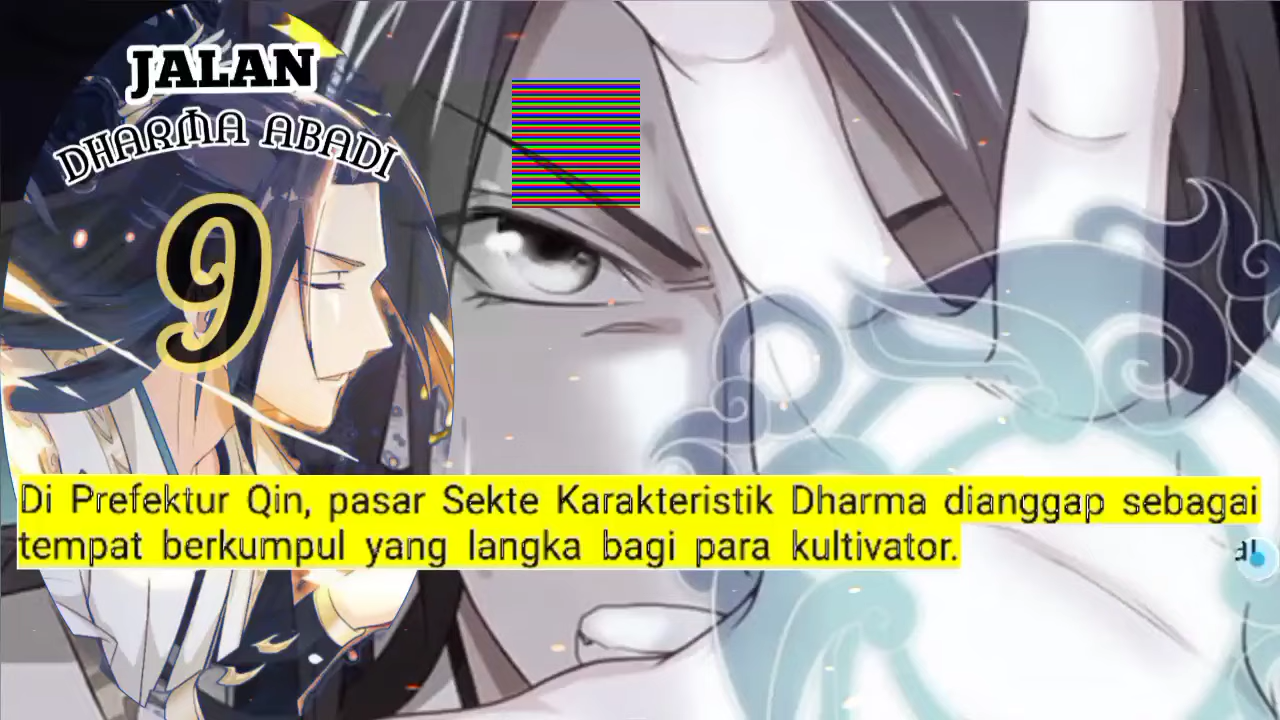 JALAN
DHARMA ABADI
9
Di Prefektur Qin, pasar Sekte Karakteristik Dharma dianggap sebagai
tempat berkumpul yang langka bagi para kultivator.